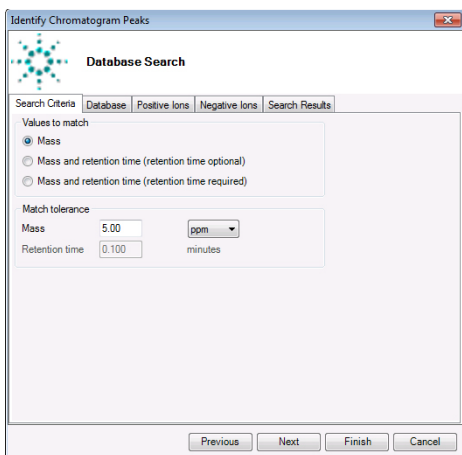 Identify Chromatogram Peaks
Database Search
Search Criteria Database Positive Ions Negative Ions Search Results
Values to match
Mass
Mass and retention time (retention time optional)
Mass and retention time (retention time required)
Match tolerance
Mass 5.00 ppm
Retention time 0.100 minutes
Previous Next Finish Cancel